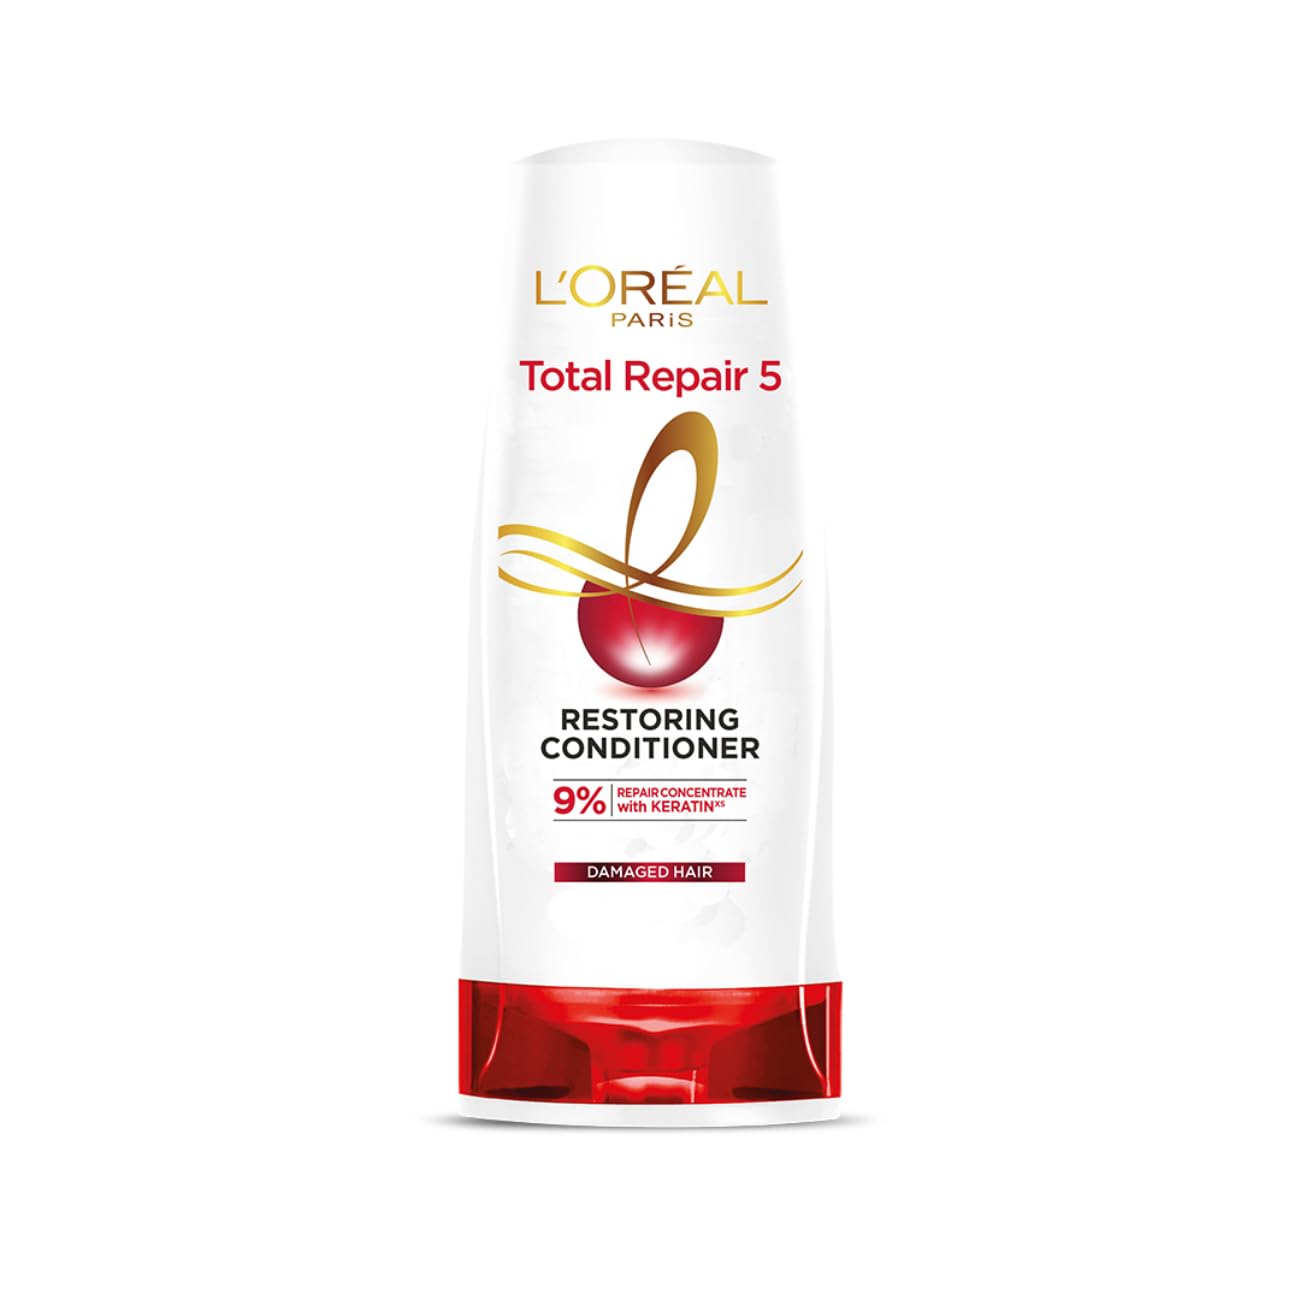 L'ORÉAL
PARiS
Total Repair 5
RESTORING
CONDITIONER
9% REPAIR CONCENTRATE
with KERATINXS
DAMAGED HAIR